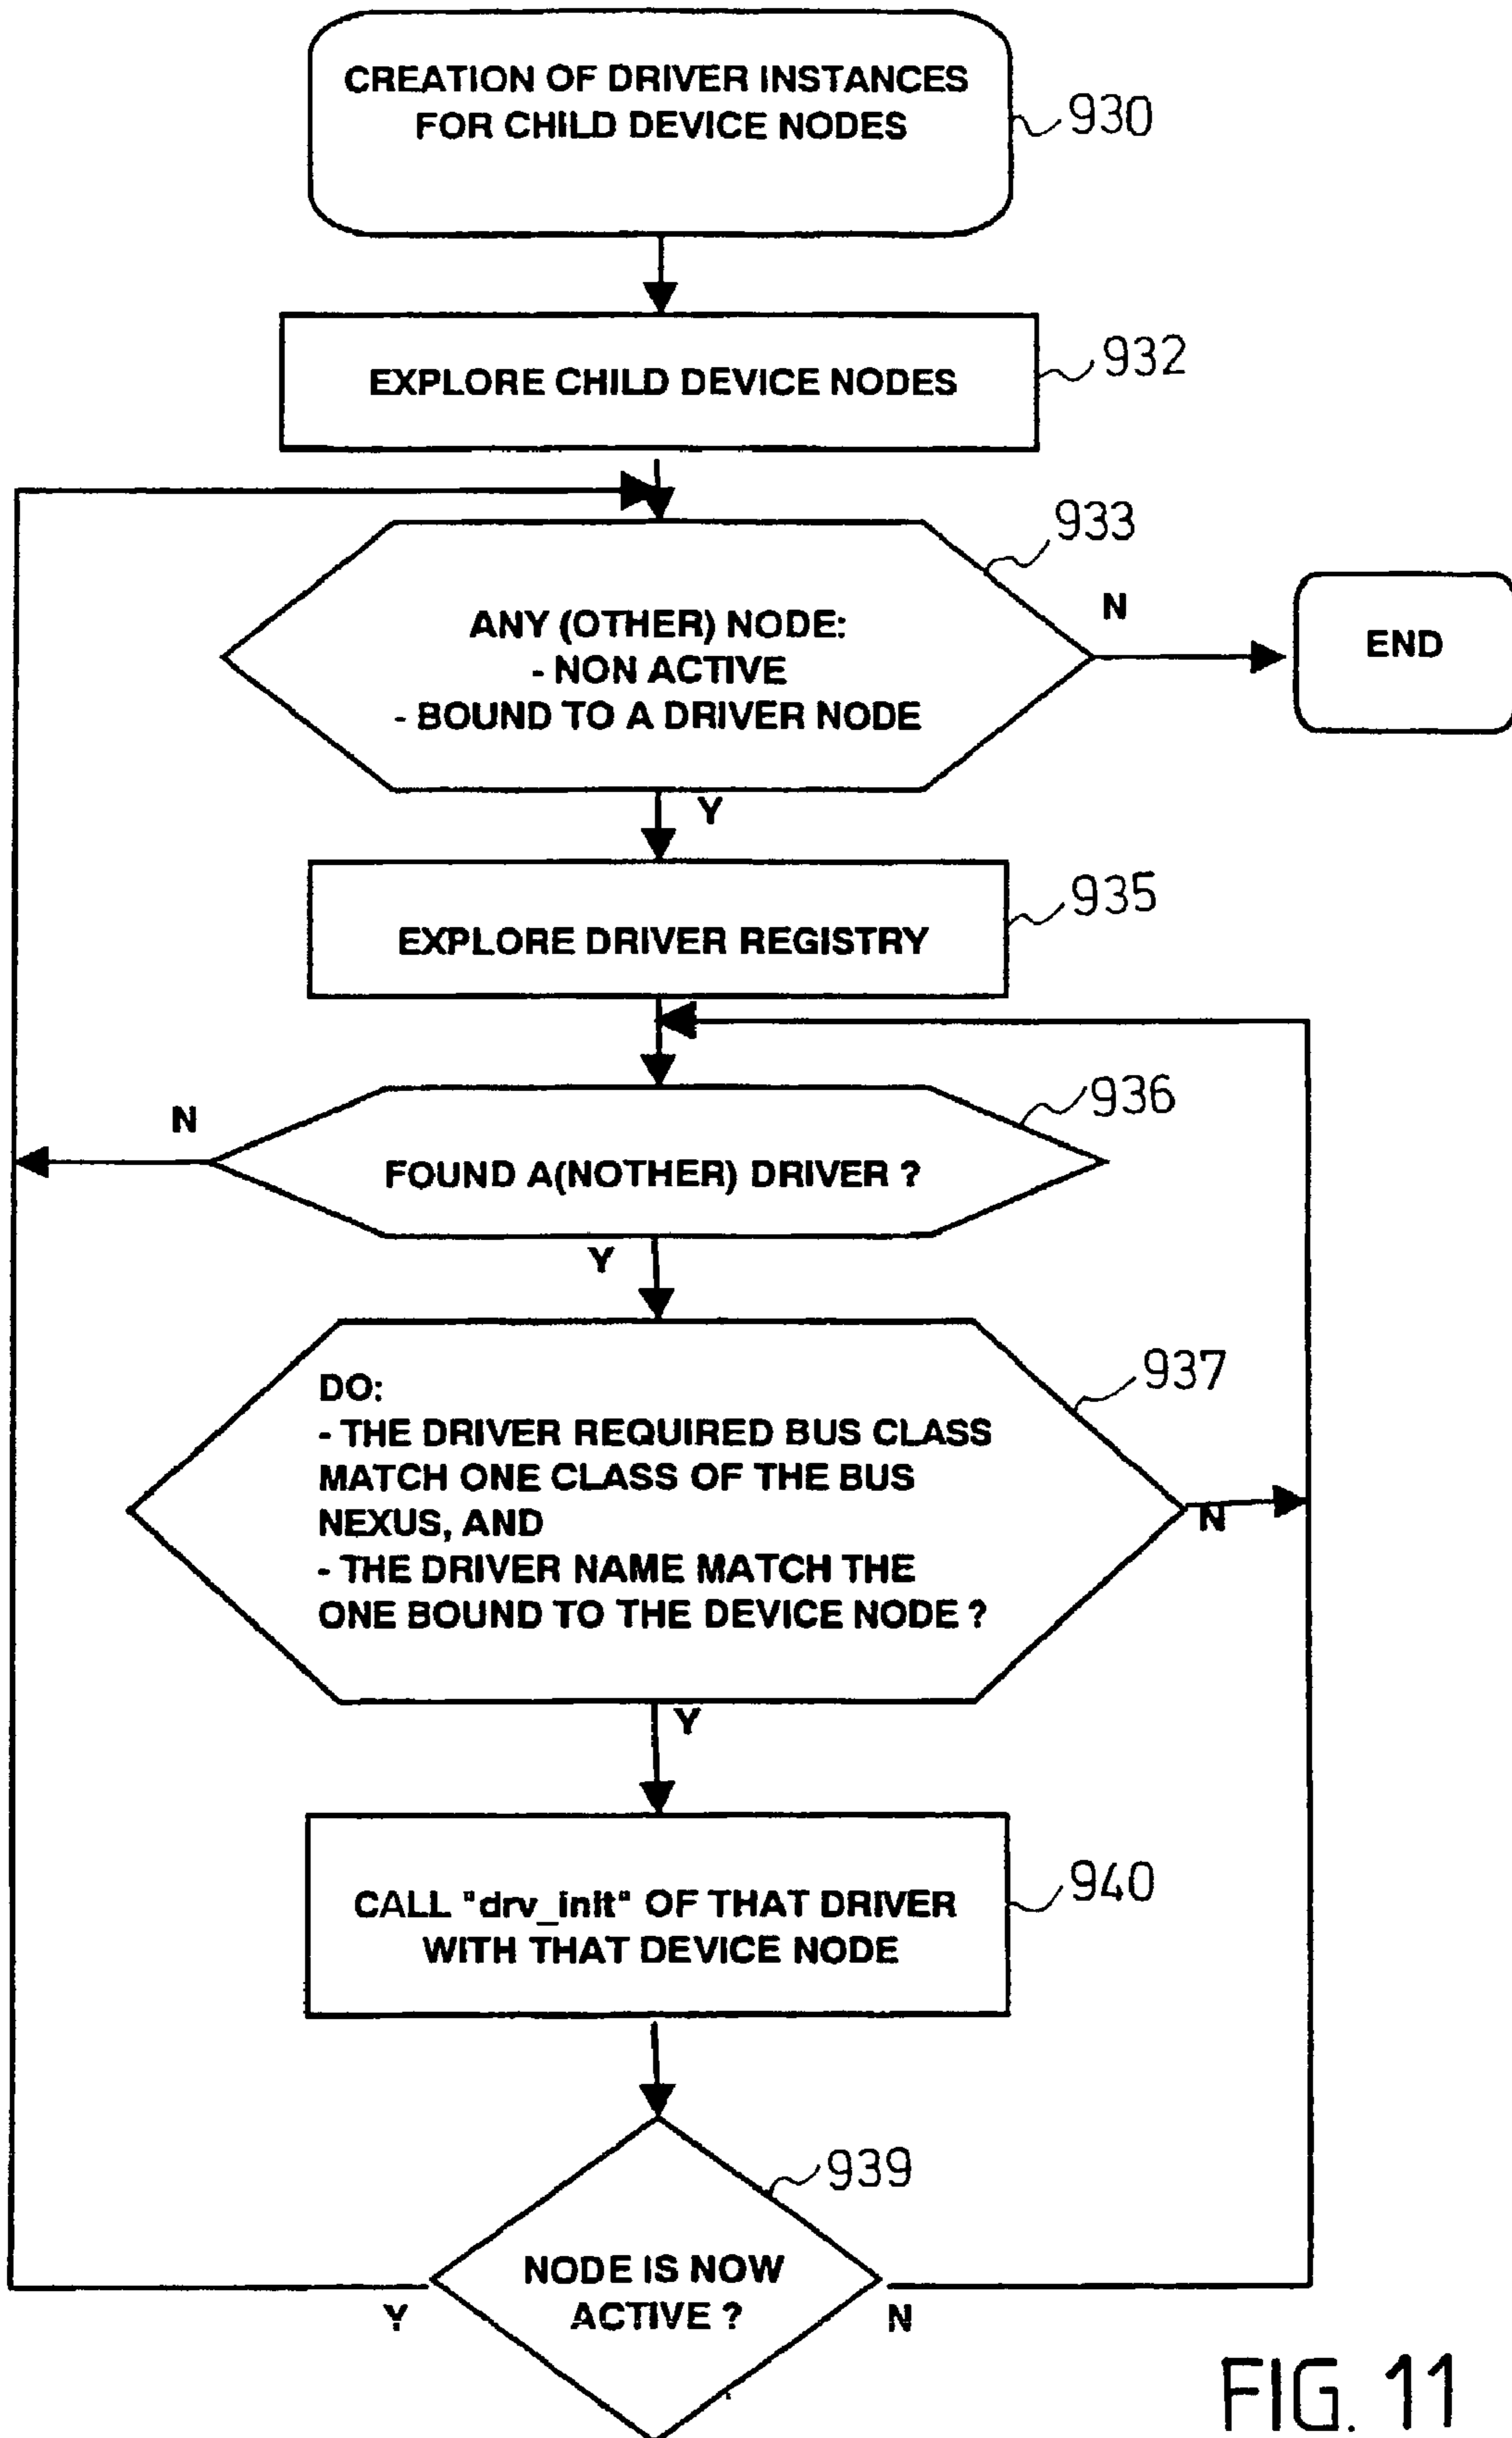 CREATION OF DRIVER INSTANCES
FOR CHILD DEVICE NODES
930
EXPLORE CHILD DEVICE NODES
932
933
ANY (OTHER) NODE:
- NON ACTIVE
- BOUND TO A DRIVER NODE
N
END
Y
EXPLORE DRIVER REGISTRY
935
936
N
FOUND A(NOTHER) DRIVER ?
Y
937
DO:
- THE DRIVER REQUIRED BUS CLASS
MATCH ONE CLASS OF THE BUS
NEXUS, AND
- THE DRIVER NAME MATCH THE
ONE BOUND TO THE DEVICE NODE ?
N
Y
CALL "drv_init" OF THAT DRIVER
WITH THAT DEVICE NODE
940
939
NODE IS NOW
ACTIVE ?
Y
N
FIG. 11